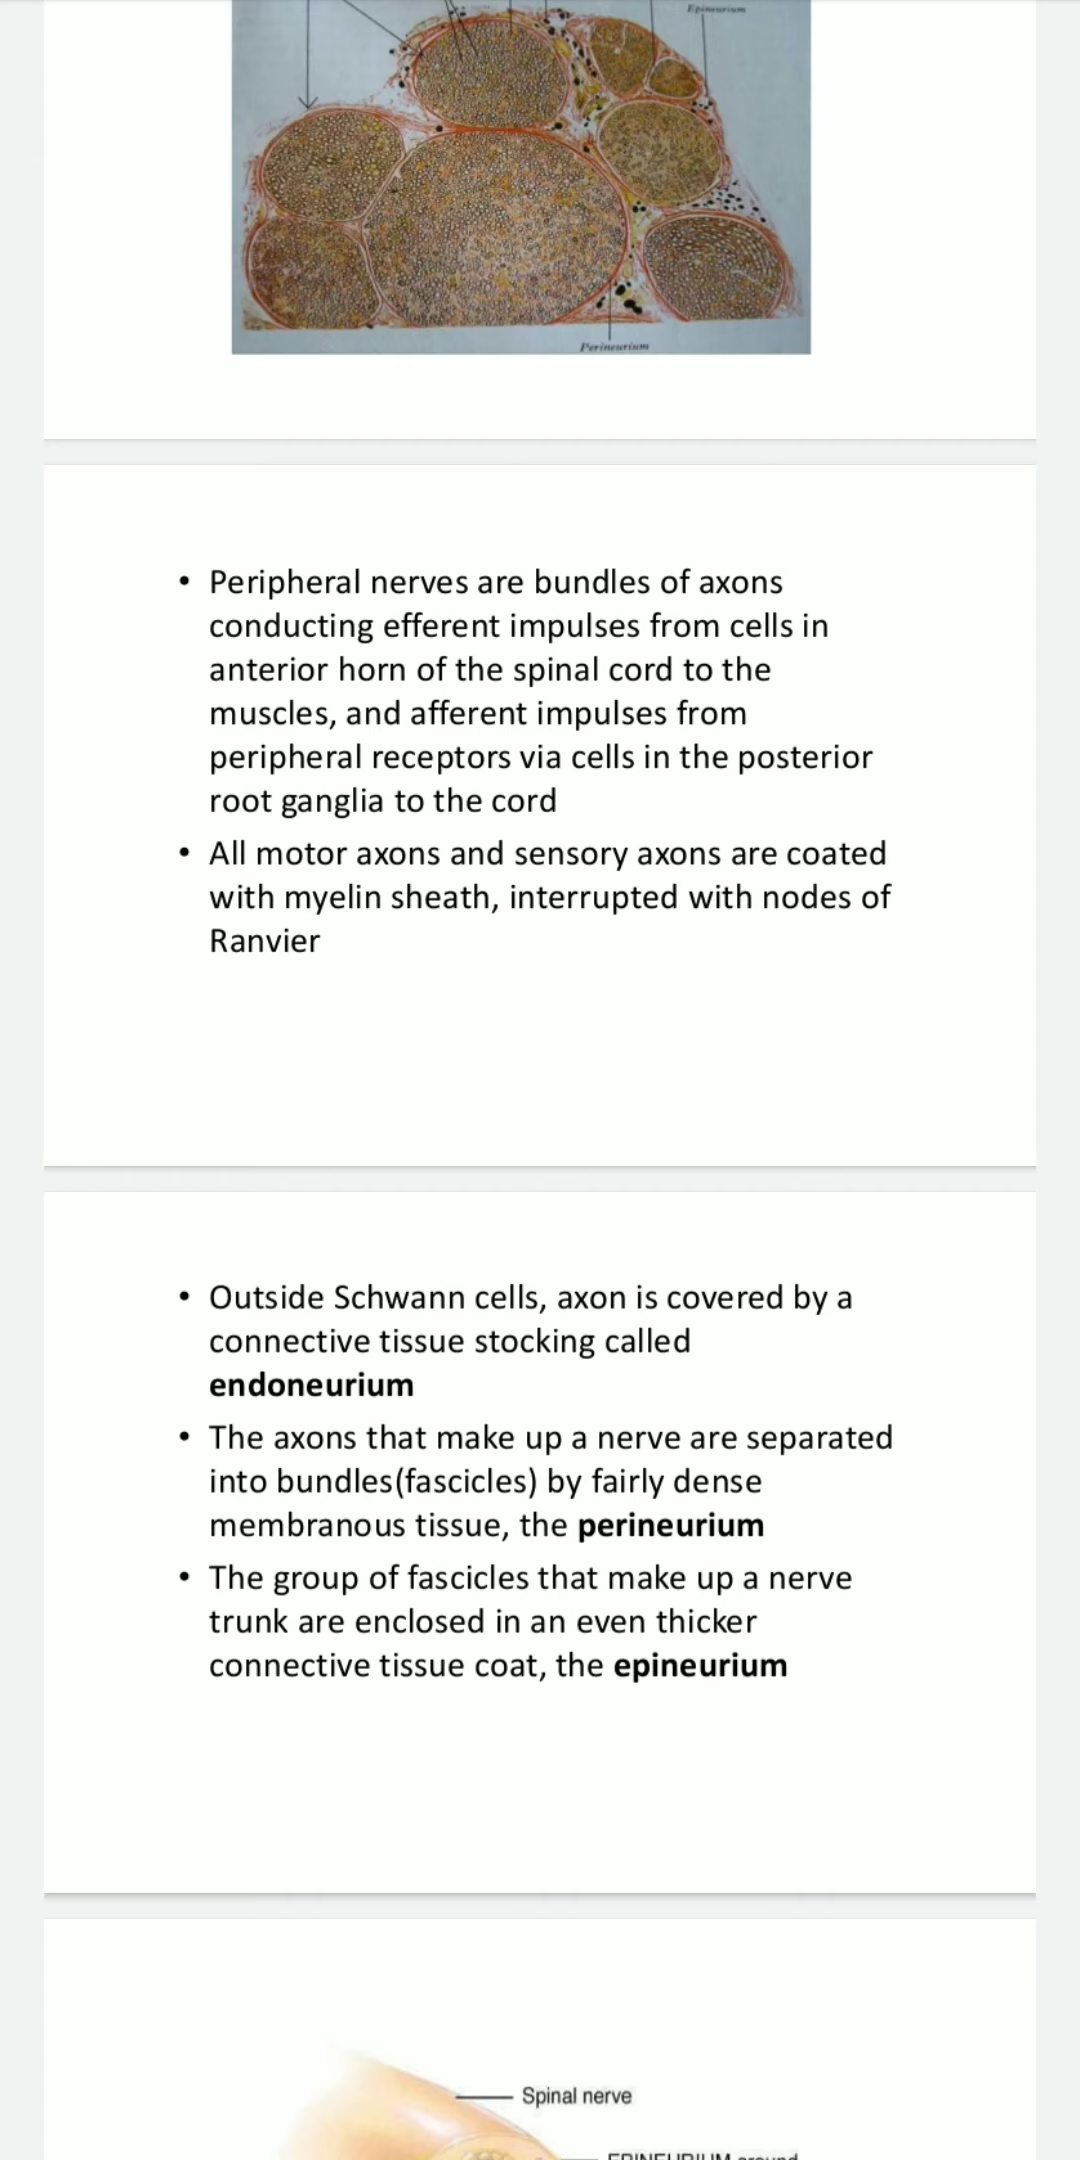 Epineurium
Perineurium
• Peripheral nerves are bundles of axons
conducting efferent impulses from cells in
anterior horn of the spinal cord to the
muscles, and afferent impulses from
peripheral receptors via cells in the posterior
root ganglia to the cord
• All motor axons and sensory axons are coated
with myelin sheath, interrupted with nodes of
Ranvier
• Outside Schwann cells, axon is covered by a
connective tissue stocking called
endoneurium
• The axons that make up a nerve are separated
into bundles(fascicles) by fairly dense
membranous tissue, the perineurium
• The group of fascicles that make up a nerve
trunk are enclosed in an even thicker
connective tissue coat, the epineurium
Spinal nerve
EPINEURIUM around